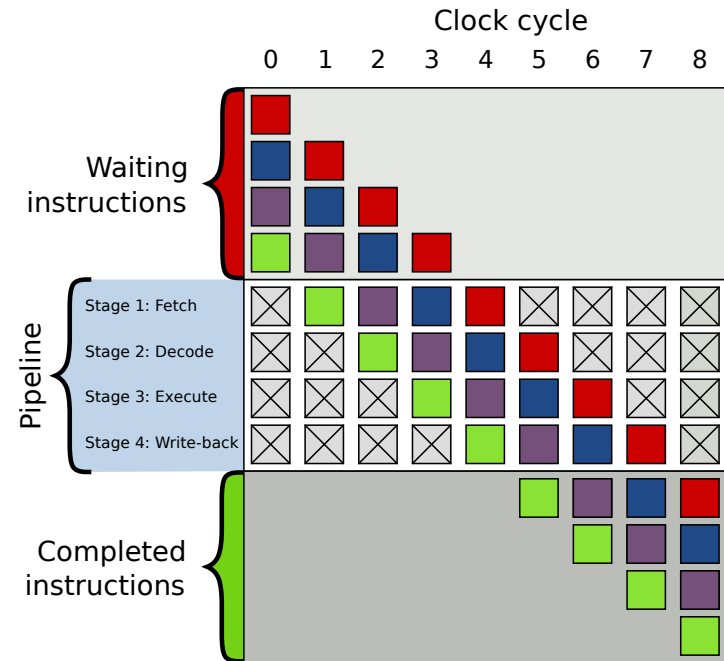 Clock cycle
0 1 2 3 4 5 6 7 8
Waiting
instructions
Pipeline
Stage 1: Fetch
Stage 2: Decode
Stage 3: Execute
Stage 4: Write-back
Completed
instructions